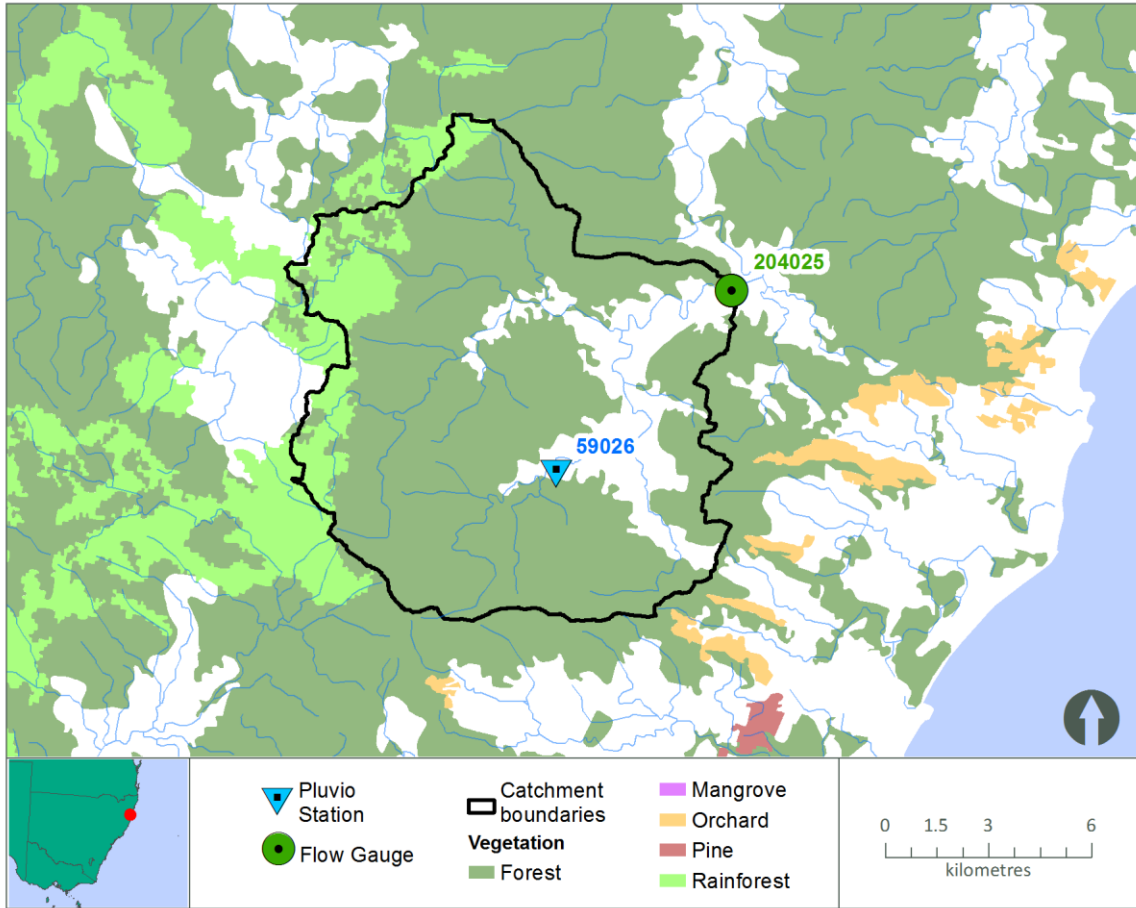 204025
59026
Pluvio
Station
Flow Gauge
Catchment
boundaries
Vegetation
Forest
Mangrove
Orchard
Pine
Rainforest
0 1.5 3 6
kilometres